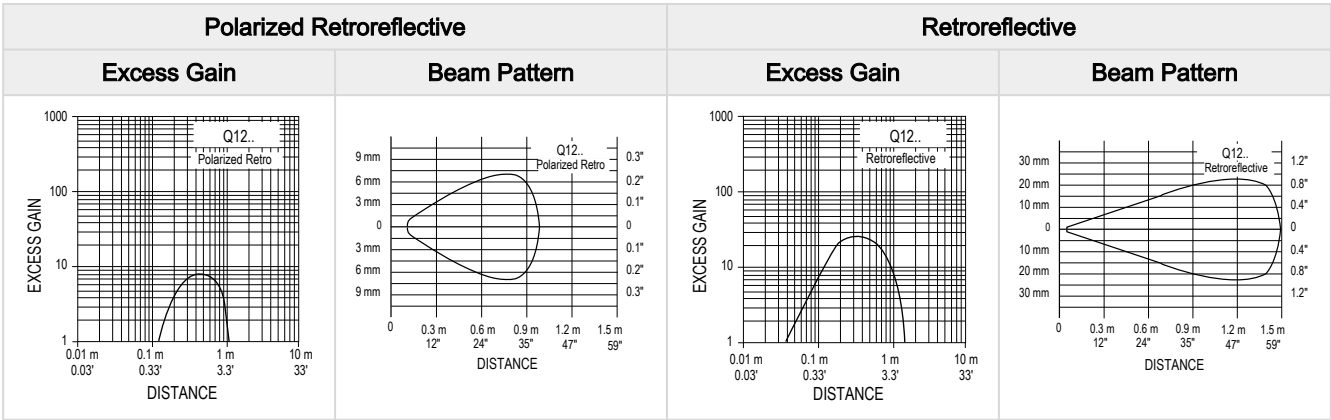 Polarized Retroreflective
Retroreflective
Excess Gain
Beam Pattern
Excess Gain
Beam Pattern
1000
100
10
1
EXCESS GAIN
Q12..
Polarized Retro
0.01 m
0.03'
0.1 m
0.33'
1 m
3.3'
10 m
33'
DISTANCE
9 mm
6 mm
3 mm
0
3 mm
6 mm
9 mm
Q12..
Polarized Retro
0.3"
0.2"
0.1"
0
0.1"
0.2"
0.3"
0
0.3 m
12"
0.6 m
24"
0.9 m
35"
1.2 m
47"
1.5 m
59"
DISTANCE
1000
100
10
1
EXCESS GAIN
Q12..
Retroreflective
0.01 m
0.03'
0.1 m
0.33'
1 m
3.3'
10 m
33'
DISTANCE
30 mm
20 mm
10 mm
0
10 mm
20 mm
30 mm
Q12..
Retroreflective
1.2"
0.8"
0.4"
0
0.4"
0.8"
1.2"
0
0.3 m
12"
0.6 m
24"
0.9 m
35"
1.2 m
47"
1.5 m
59"
DISTANCE